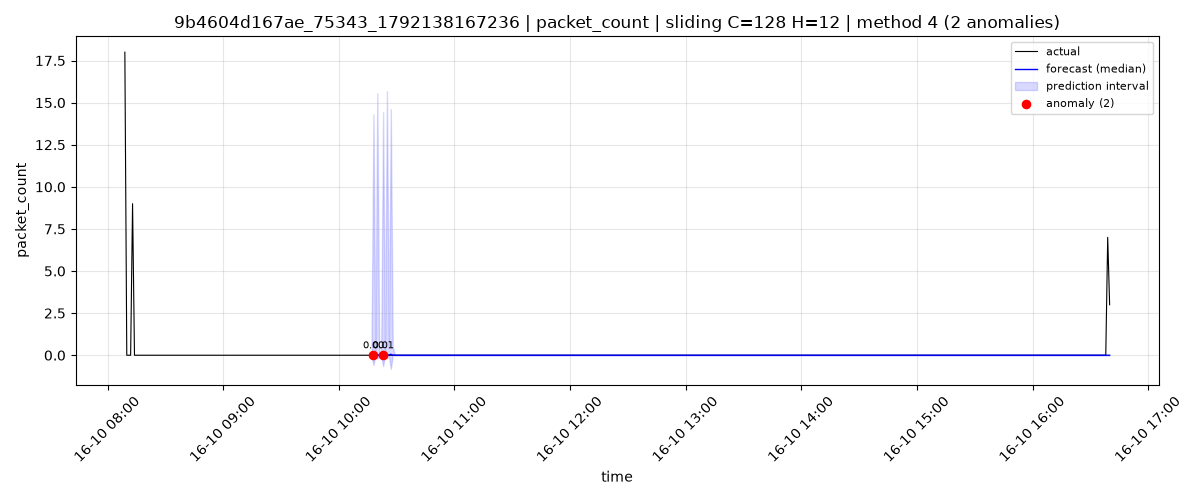 9b4604d167ae_75343_1792138167236 | packet_count | sliding C=128 H=12 | method 4 (2 anomalies)
actual
forecast (median)
prediction interval
anomaly (2)
packet_count
17.5
15.0
12.5
10.0
7.5
5.0
2.5
0.0
16-10 08:00
16-10 09:00
16-10 10:00
16-10 11:00
16-10 12:00
16-10 13:00
16-10 14:00
16-10 15:00
16-10 16:00
16-10 17:00
time